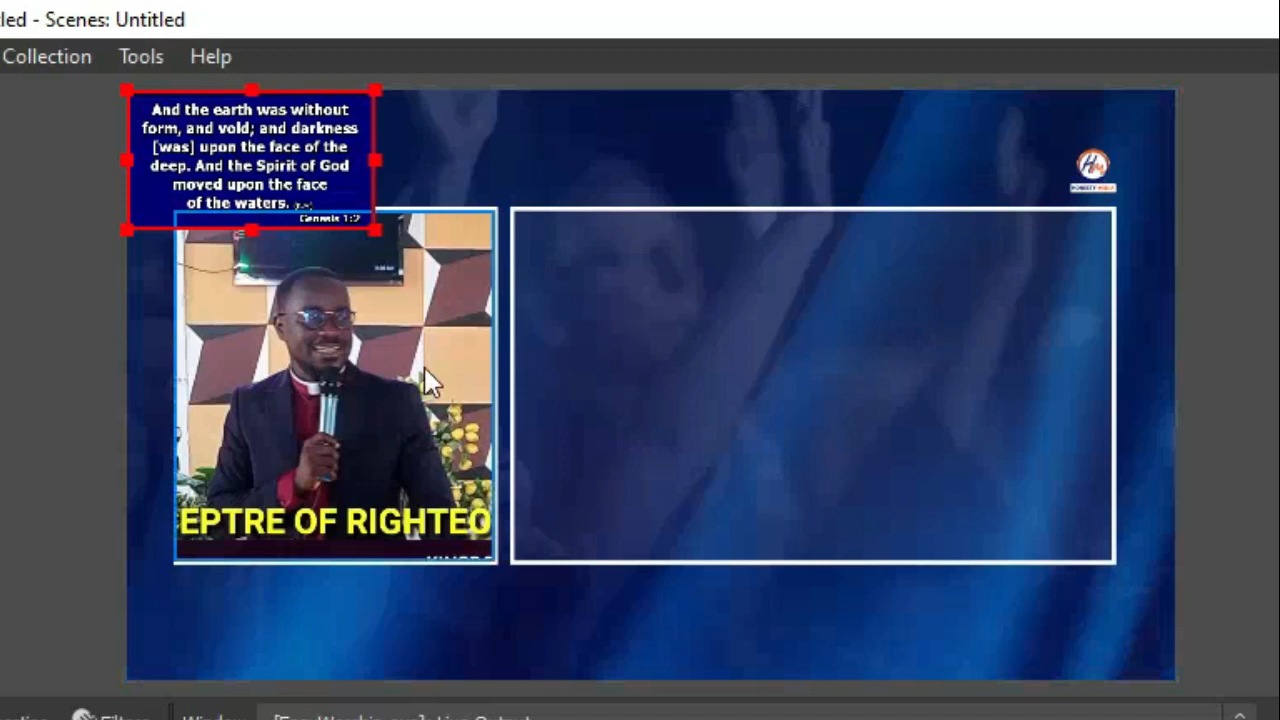 led - Scenes: Untitled
Collection Tools Help
And the earth was without
form, and void; and darkness
[was] upon the face of the
deep. And the Spirit of God
moved upon the face
of the waters.
Genesis 1:2
EPTRE OF RIGHTEO